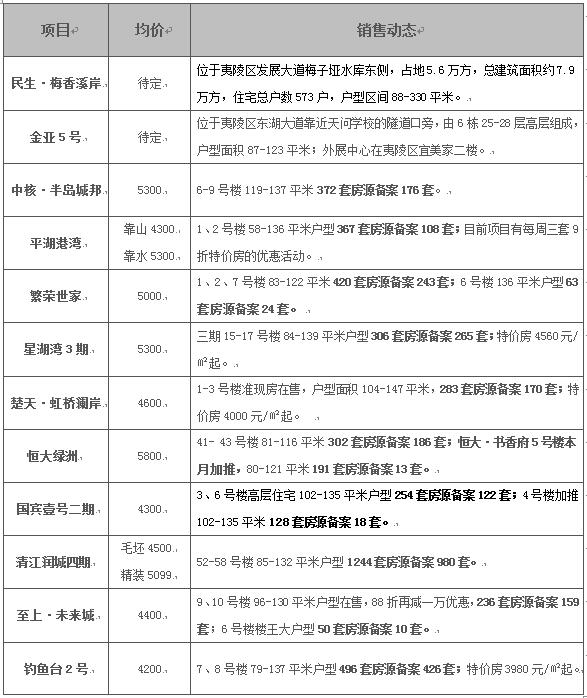 项目 均价 销售动态
民生·梅香溪岸 待定 位于夷陵区发展大道梅子垭水库东侧，占地5.6万方，总建筑面积约7.9
万方，住宅总户数573户，户型区间88-330平米。
金亚5号 待定 位于夷陵区东湖大道靠近天问学校的隧道口旁，由6栋25-28层高层组成，
户型面积87-123平米；外展中心在夷陵区宜美家二楼。
中核·半岛城邦 5300 6-9号楼119-137平米372套房源备案176套。
平湖港湾 靠山4300 1、2号楼58-136平米户型367套房源备案108套；目前项目有每周三套9
靠水5300 折特价房的优惠活动。
繁荣世家 5000 1、2、7号楼83-122平米420套房源备案243套；6号楼136平米户型63
套房源备案24套。
星湖湾3期 5300 三期15-17号楼84-139平米户型306套房源备案265套；特价房4560元/
㎡起。
楚天·虹桥澜岸 4600 1-3号楼准现房在售，户型面积104-147平米，283套房源备案170套；特
价房4000元/㎡起。
恒大绿洲 5800 41- 43号楼81-116平米302套房源备案186套；恒大·书香府5号楼本
月加推，80-121平米191套房源备案13套。
国宾壹号二期 4300 3、6号楼高层住宅102-135平米户型254套房源备案122套；4号楼加推
102-135平米128套房源备案18套。
清江润城四期 毛坯4500 52-58号楼85-132平米户型1244套房源备案980套。
精装5099
至上·未来城 4400 9、10号楼96-130平米户型在售，88折再减一万优惠，236套房源备案159
套；6号楼楼王大户型50套房源备案10套。
钓鱼台2号 4200 7、8号楼79-137平米户型496套房源备案426套；特价房3980元/㎡起。